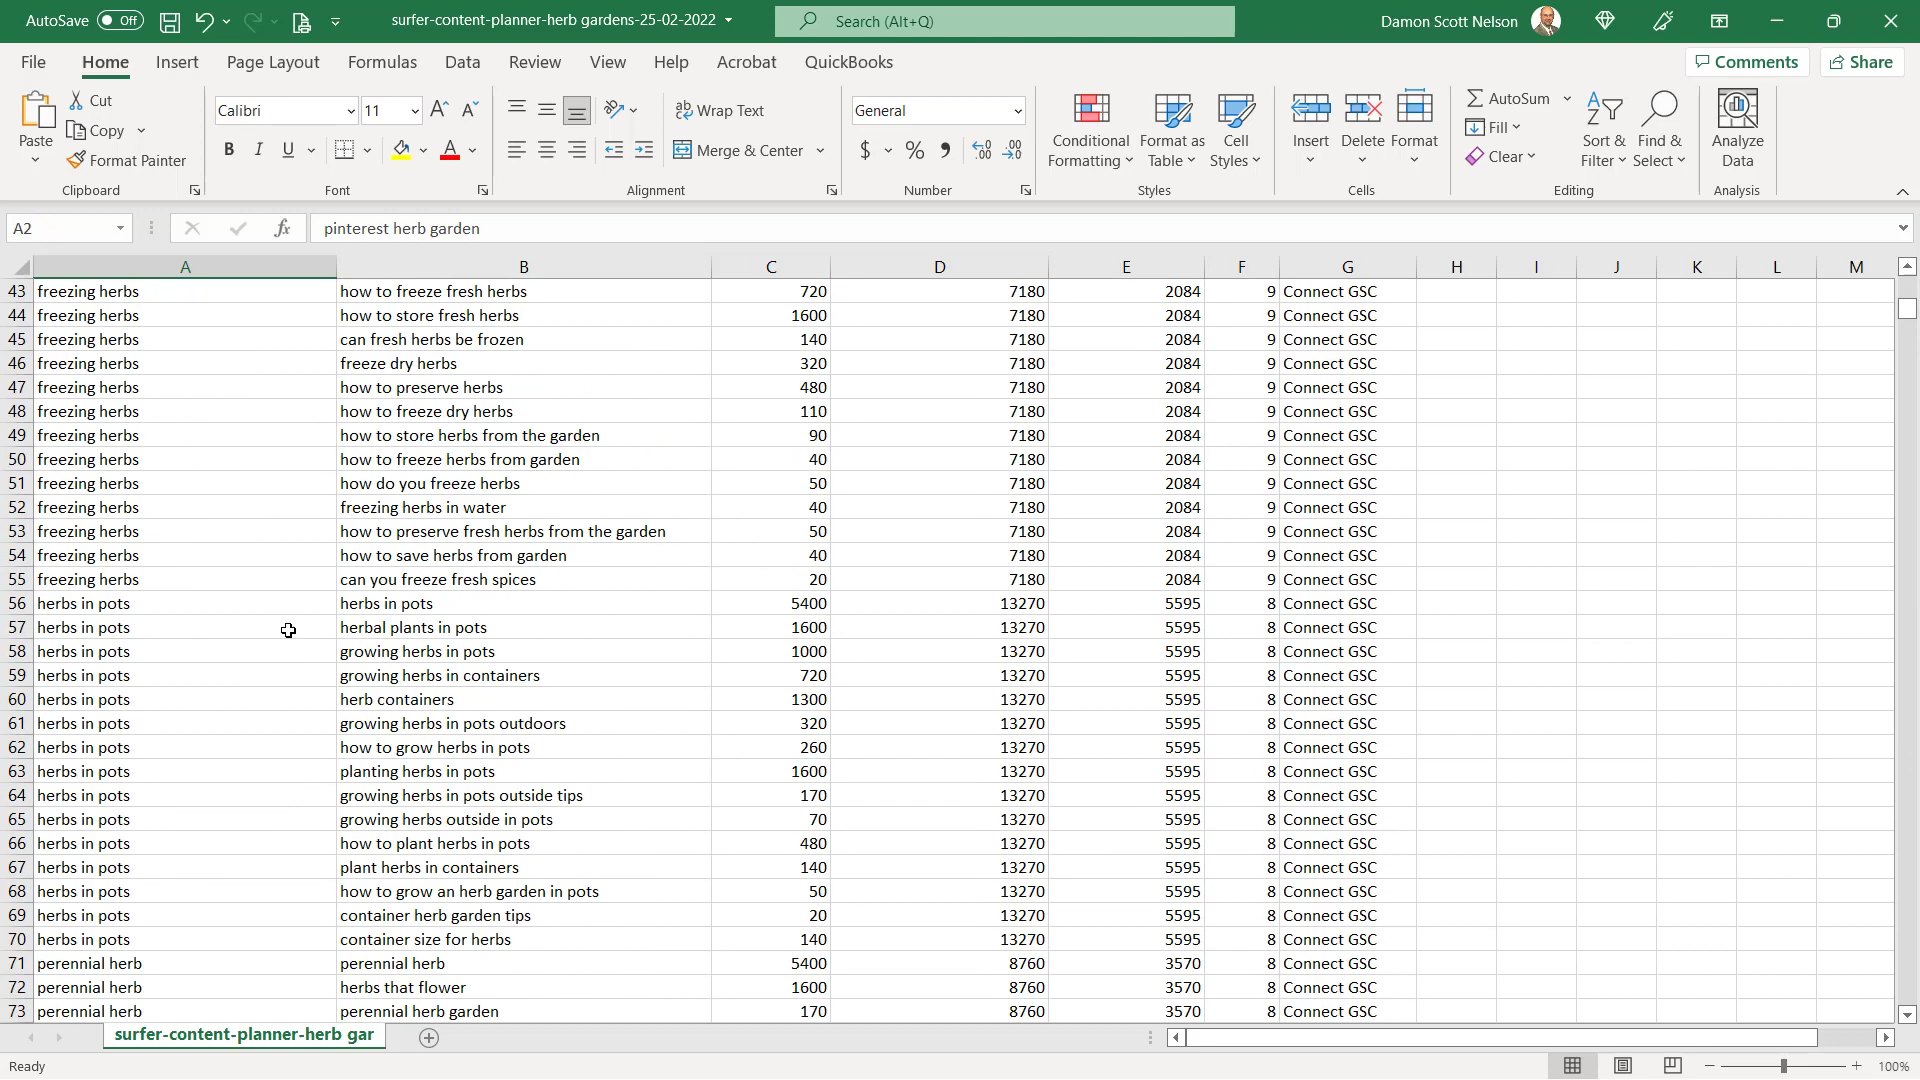 AutoSave Off surfer-content-planner-herb gardens-25-02-2022 Search (Alt+Q) Damon Scott Nelson
File Home Insert Page Layout Formulas Data Review View Help Acrobat QuickBooks Comments Share
Paste Cut Copy Format Painter Clipboard
Calibri 11 B I U A Font
Wrap Text Merge & Center Alignment
General $ % Number
Conditional Formatting Format as Table Cell Styles Styles
Insert Delete Format Cells
AutoSum Fill Clear Sort & Filter Find & Select Editing
Analyze Data Analysis
A2 fx pinterest herb garden
A B C D E F G H I J K L M
43 freezing herbs how to freeze fresh herbs 720 7180 2084 9 Connect GSC
44 freezing herbs how to store fresh herbs 1600 7180 2084 9 Connect GSC
45 freezing herbs can fresh herbs be frozen 140 7180 2084 9 Connect GSC
46 freezing herbs freeze dry herbs 320 7180 2084 9 Connect GSC
47 freezing herbs how to preserve herbs 480 7180 2084 9 Connect GSC
48 freezing herbs how to freeze dry herbs 110 7180 2084 9 Connect GSC
49 freezing herbs how to store herbs from the garden 90 7180 2084 9 Connect GSC
50 freezing herbs how to freeze herbs from garden 40 7180 2084 9 Connect GSC
51 freezing herbs how do you freeze herbs 50 7180 2084 9 Connect GSC
52 freezing herbs freezing herbs in water 40 7180 2084 9 Connect GSC
53 freezing herbs how to preserve fresh herbs from the garden 50 7180 2084 9 Connect GSC
54 freezing herbs how to save herbs from garden 40 7180 2084 9 Connect GSC
55 freezing herbs can you freeze fresh spices 20 7180 2084 9 Connect GSC
56 herbs in pots herbs in pots 5400 13270 5595 8 Connect GSC
57 herbs in pots herbal plants in pots 1600 13270 5595 8 Connect GSC
58 herbs in pots growing herbs in pots 1000 13270 5595 8 Connect GSC
59 herbs in pots growing herbs in containers 720 13270 5595 8 Connect GSC
60 herbs in pots herb containers 1300 13270 5595 8 Connect GSC
61 herbs in pots growing herbs in pots outdoors 320 13270 5595 8 Connect GSC
62 herbs in pots how to grow herbs in pots 260 13270 5595 8 Connect GSC
63 herbs in pots planting herbs in pots 1600 13270 5595 8 Connect GSC
64 herbs in pots growing herbs in pots outside tips 170 13270 5595 8 Connect GSC
65 herbs in pots growing herbs outside in pots 70 13270 5595 8 Connect GSC
66 herbs in pots how to plant herbs in pots 480 13270 5595 8 Connect GSC
67 herbs in pots plant herbs in containers 140 13270 5595 8 Connect GSC
68 herbs in pots how to grow an herb garden in pots 50 13270 5595 8 Connect GSC
69 herbs in pots container herb garden tips 20 13270 5595 8 Connect GSC
70 herbs in pots container size for herbs 140 13270 5595 8 Connect GSC
71 perennial herb perennial herb 5400 8760 3570 8 Connect GSC
72 perennial herb herbs that flower 1600 8760 3570 8 Connect GSC
73 perennial herb perennial herb garden 170 8760 3570 8 Connect GSC
surfer-content-planner-herb gar
Ready 100%